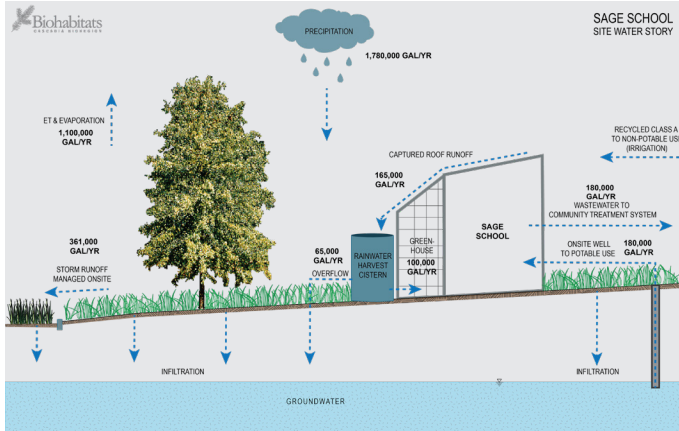 Biohabitats
CASCADIA BIOREGION
SAGE SCHOOL
SITE WATER STORY
PRECIPITATION
1,780,000 GAL/YR
ET & EVAPORATION
1,100,000
GAL/YR
RECYCLED CLASS A
TO NON-POTABLE USE
(IRRIGATION)
CAPTURED ROOF RUNOFF
165,000
GAL/YR
180,000
GAL/YR
WASTEWATER TO
COMMUNITY TREATMENT SYSTEM
SAGE
SCHOOL
361,000
GAL/YR
STORM RUNOFF
MANAGED ONSITE
65,000
GAL/YR
OVERFLOW
RAINWATER
HARVEST
CISTERN
GREEN-
HOUSE
100,000
GAL/YR
ONSITE WELL
TO POTABLE USE
180,000
GAL/YR
INFILTRATION
INFILTRATION
GROUNDWATER